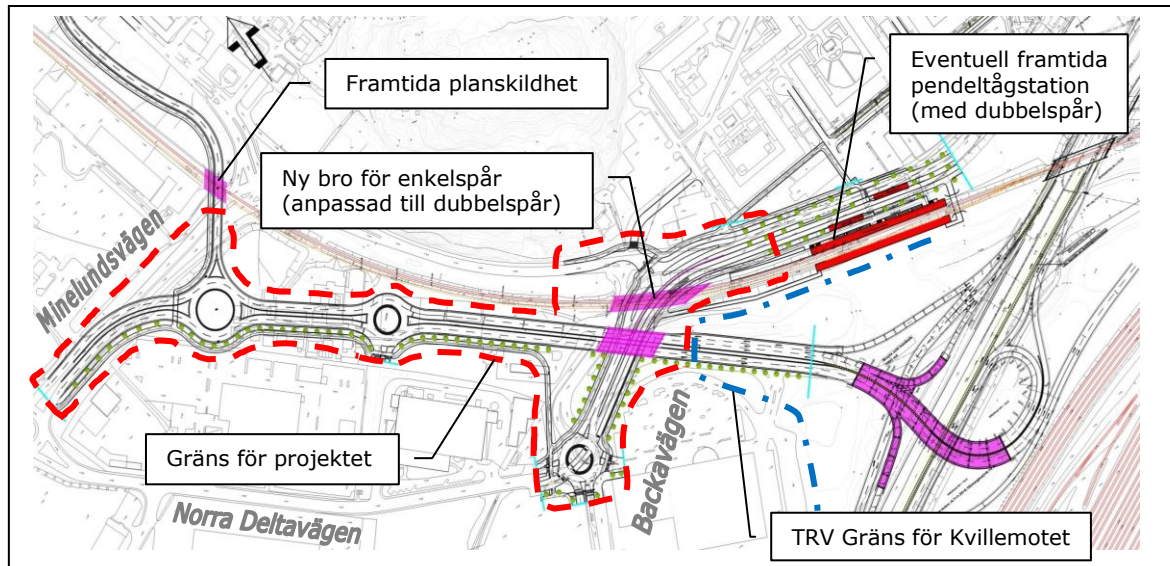 Framtida planskildhet
Eventuell framtida
pendeltågstation
(med dubbelspår)
Ny bro för enkelspår
(anpassad till dubbelspår)
Minelundsvägen
Gräns för projektet
Backavägen
Norra Deltavägen
TRV Gräns för Kvillemotet